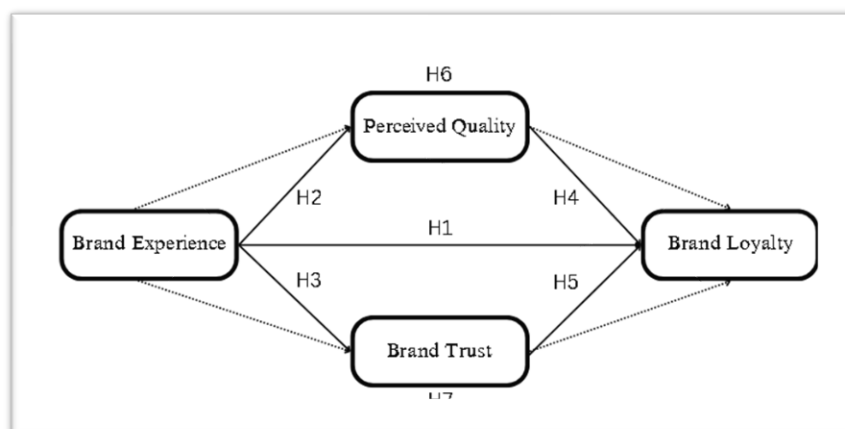 H6
Perceived Quality
H2
H4
Brand Experience
H1
Brand Loyalty
H3
H5
Brand Trust